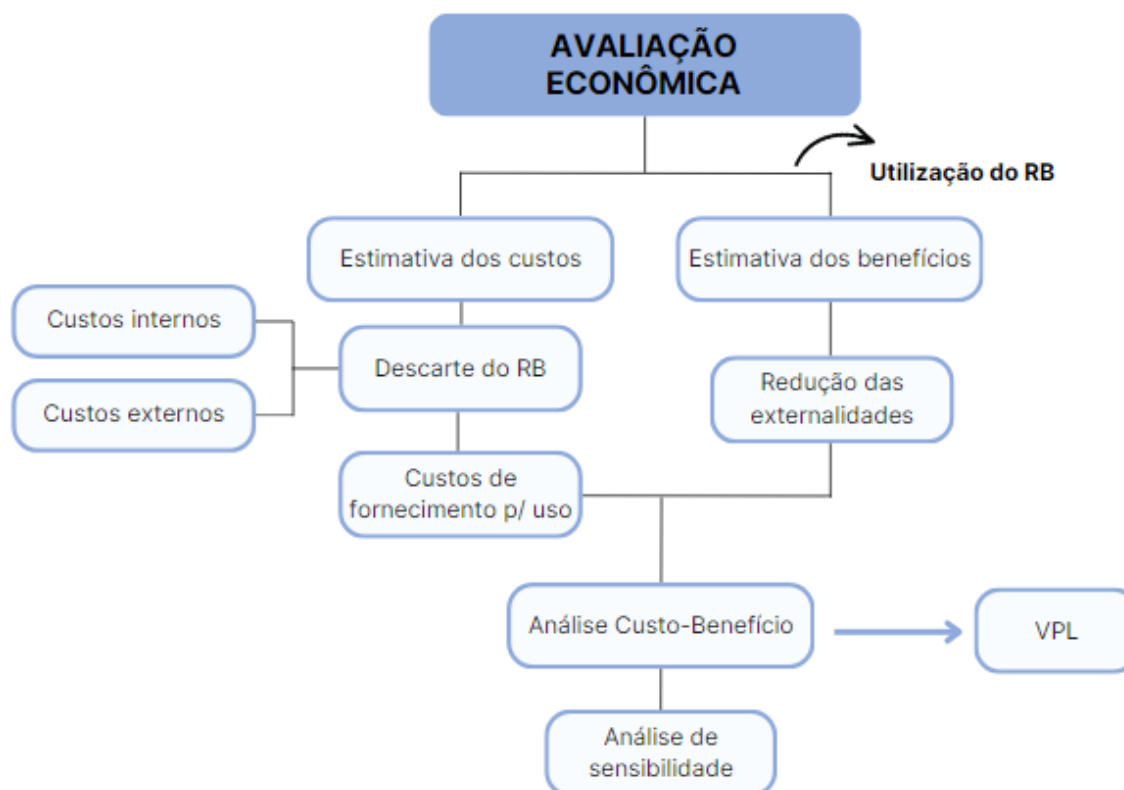 AVALIAÇÃO
ECONÔMICA
Utilização do RB
Estimativa dos custos
Estimativa dos benefícios
Custos internos
Descarte do RB
Custos externos
Redução das
externalidades
Custos de
fornecimento p/ uso
Análise Custo-Benefício
VPL
Análise de
sensibilidade